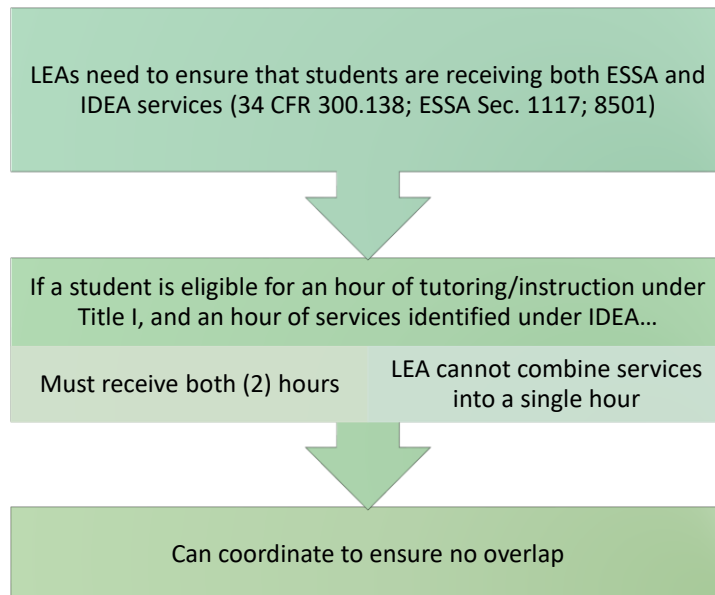 LEAs need to ensure that students are receiving both ESSA and
IDEA services (34 CFR 300.138; ESSA Sec. 1117; 8501)
If a student is eligible for an hour of tutoring/instruction under
Title I, and an hour of services identified under IDEA…
Must receive both (2) hours
LEA cannot combine services
into a single hour
Can coordinate to ensure no overlap